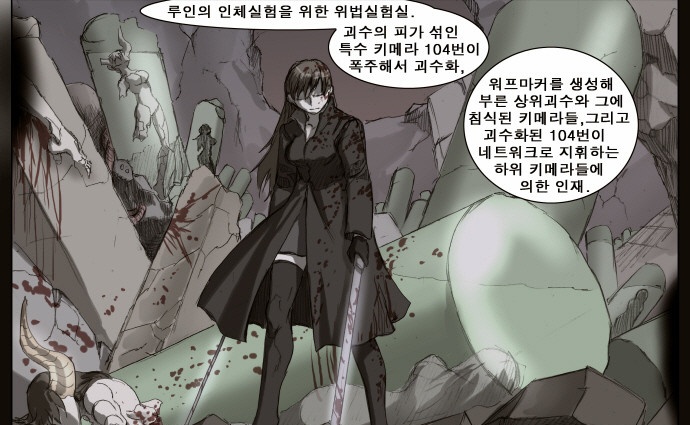 루인의 인체실험을 위한 위법실험실.
괴수의 피가 섞인
특수 키메라 104번이
폭주해서 괴수화,
워프마커를 생성해
부른 상위괴수와 그에
침식된 키메라들,그리고
괴수화된 104번이
네트워크로 지휘하는
하위 키메라들에
의한 인재.